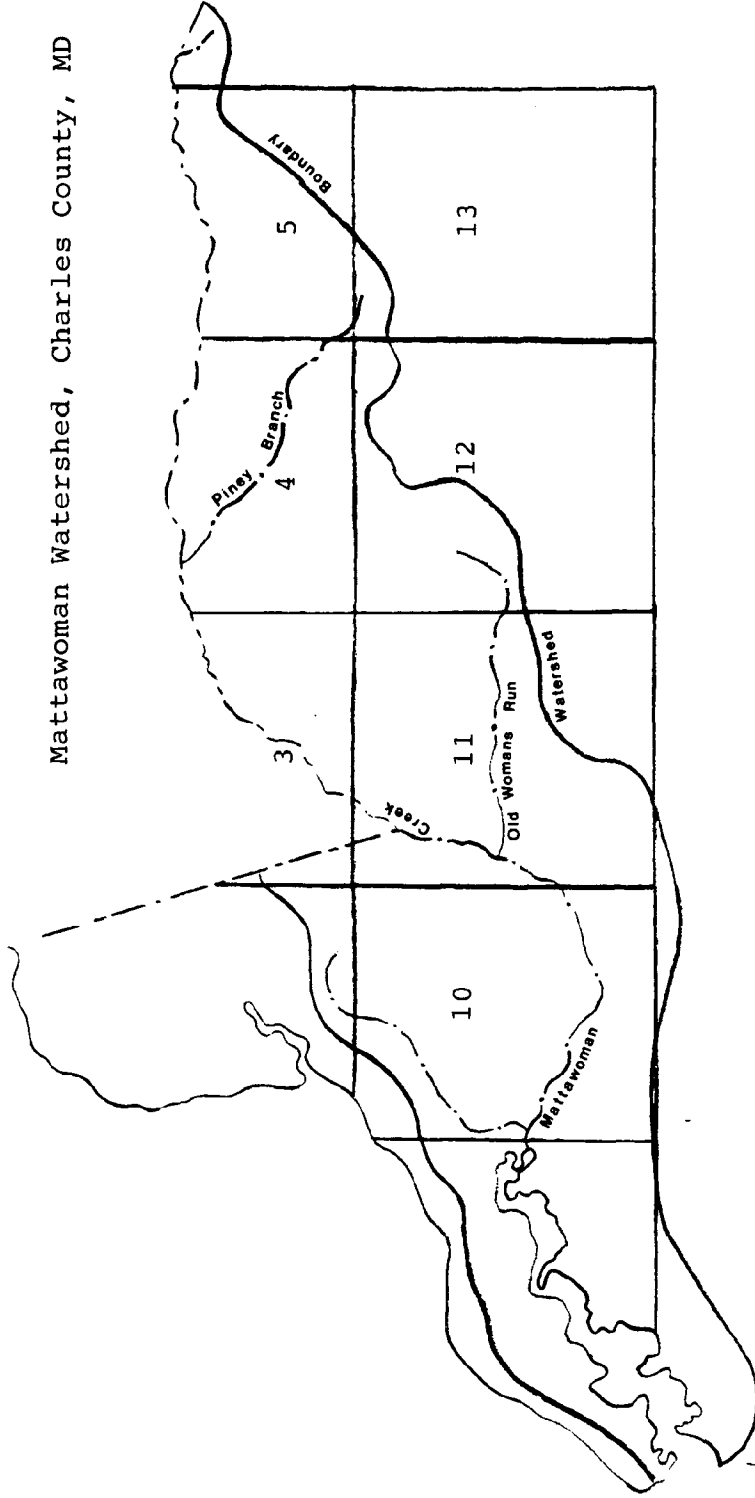 Mattawoman Watershed, Charles County, MD
Boundary
5
13
Piney Branch
4
12
3
Creek
11
Old Womans Run
Watershed
10
Mattawoman